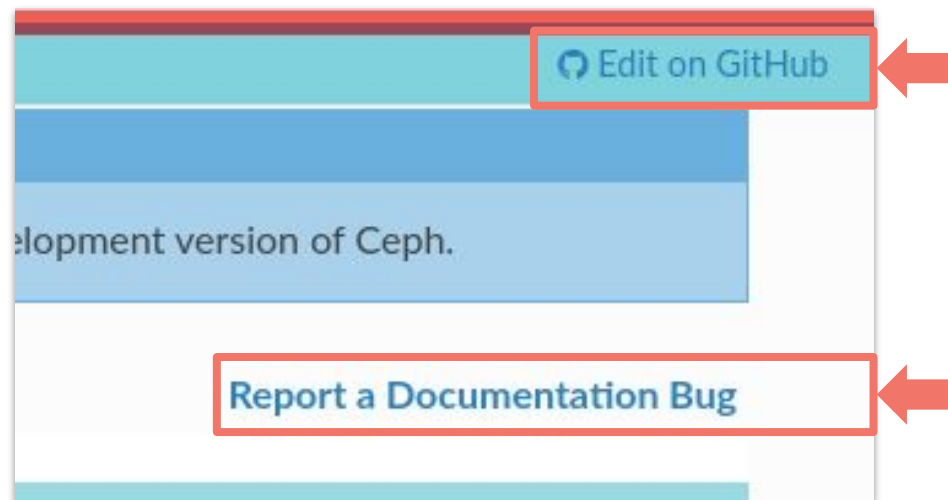 Edit on GitHub
elopment version of Ceph.
Report a Documentation Bug